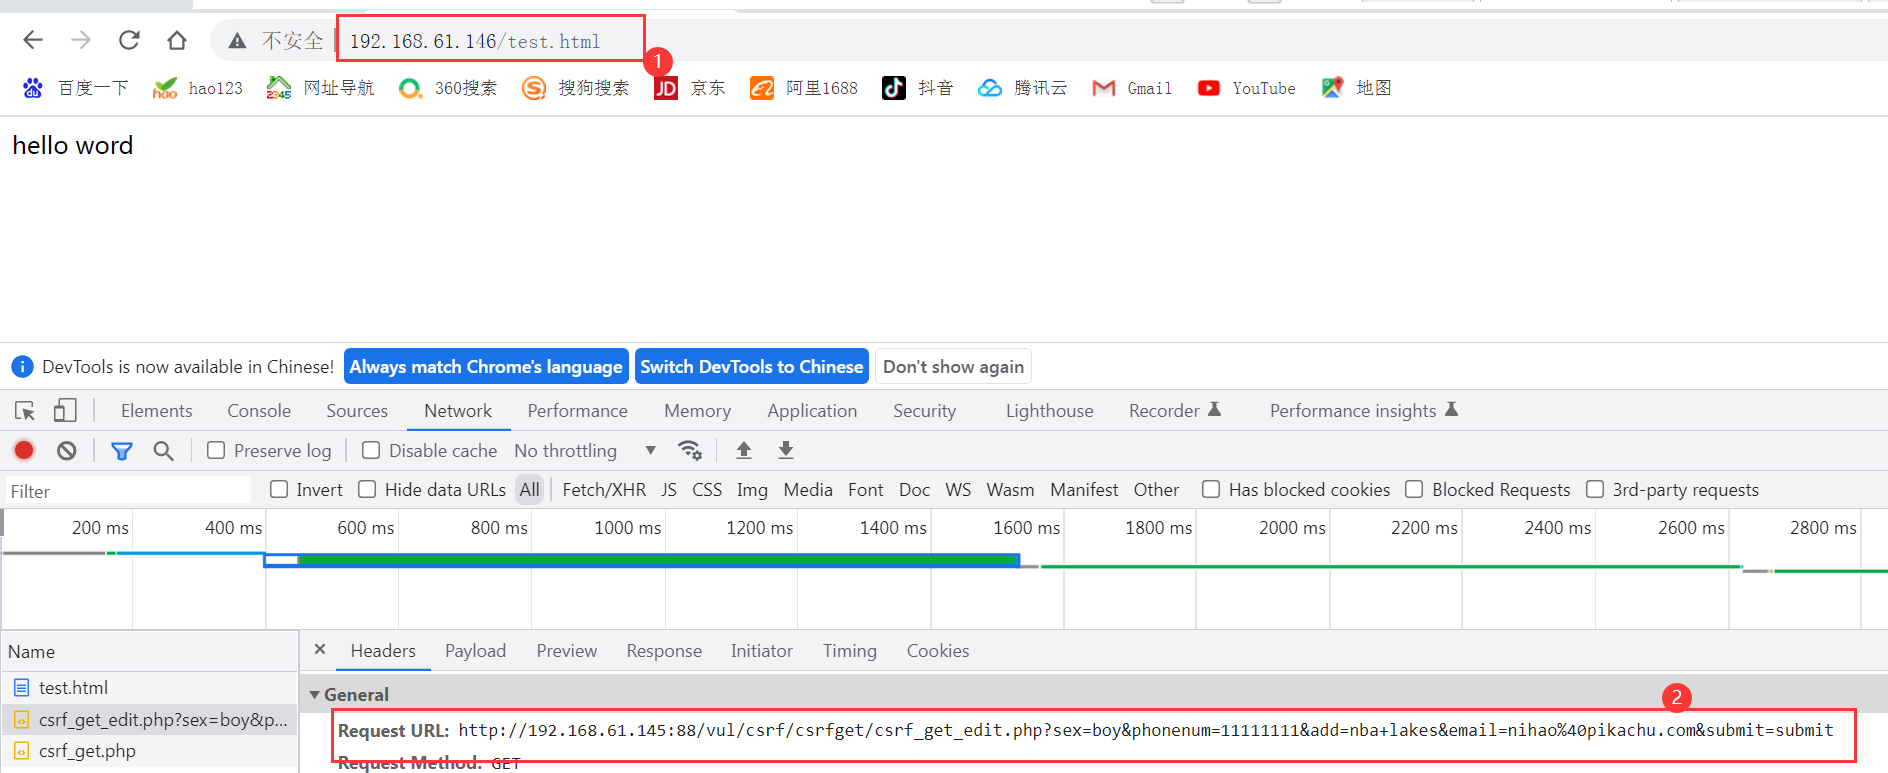 不安全 192.168.61.146/test.html
1
百度一下 hao123 网址导航 360搜索 搜狗搜索 京东 阿里1688 抖音 腾讯云 Gmail YouTube 地图
hello word
DevTools is now available in Chinese! Always match Chrome's language Switch DevTools to Chinese Don't show again
Elements Console Sources Network Performance Memory Application Security Lighthouse Recorder Performance insights
Preserve log Disable cache No throttling
Filter Invert Hide data URLs All Fetch/XHR JS CSS Img Media Font Doc WS Wasm Manifest Other Has blocked cookies Blocked Requests 3rd-party requests
200 ms 400 ms 600 ms 800 ms 1000 ms 1200 ms 1400 ms 1600 ms 1800 ms 2000 ms 2200 ms 2400 ms 2600 ms 2800 ms
Name × Headers Payload Preview Response Initiator Timing Cookies
test.html
General
2
csrf_get_edit.php?sex=boy&p...
Request URL: http://192.168.61.145:88/vul/csrf/csrfget/csrf_get_edit.php?sex=boy&phonenum=11111111&add=nba+lakes&email=nihao%40pikachu.com&submit=submit
csrf_get.php
Request Method: GET